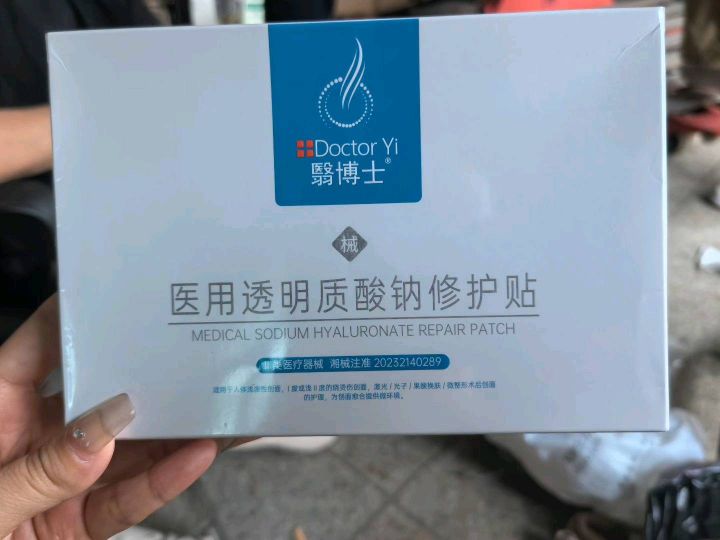 Doctor Yi
翳博士®
械
医用透明质酸钠修护贴
MEDICAL SODIUM HYALURONATE REPAIR PATCH
II 类医疗器械 湘械注准 20232140289
适用于人体浅表性创面、I 度或浅 II 度的烧烫伤创面，激光 / 光子 / 果酸换肤 / 微整形术后创面
的护理，为创面愈合提供微环境。